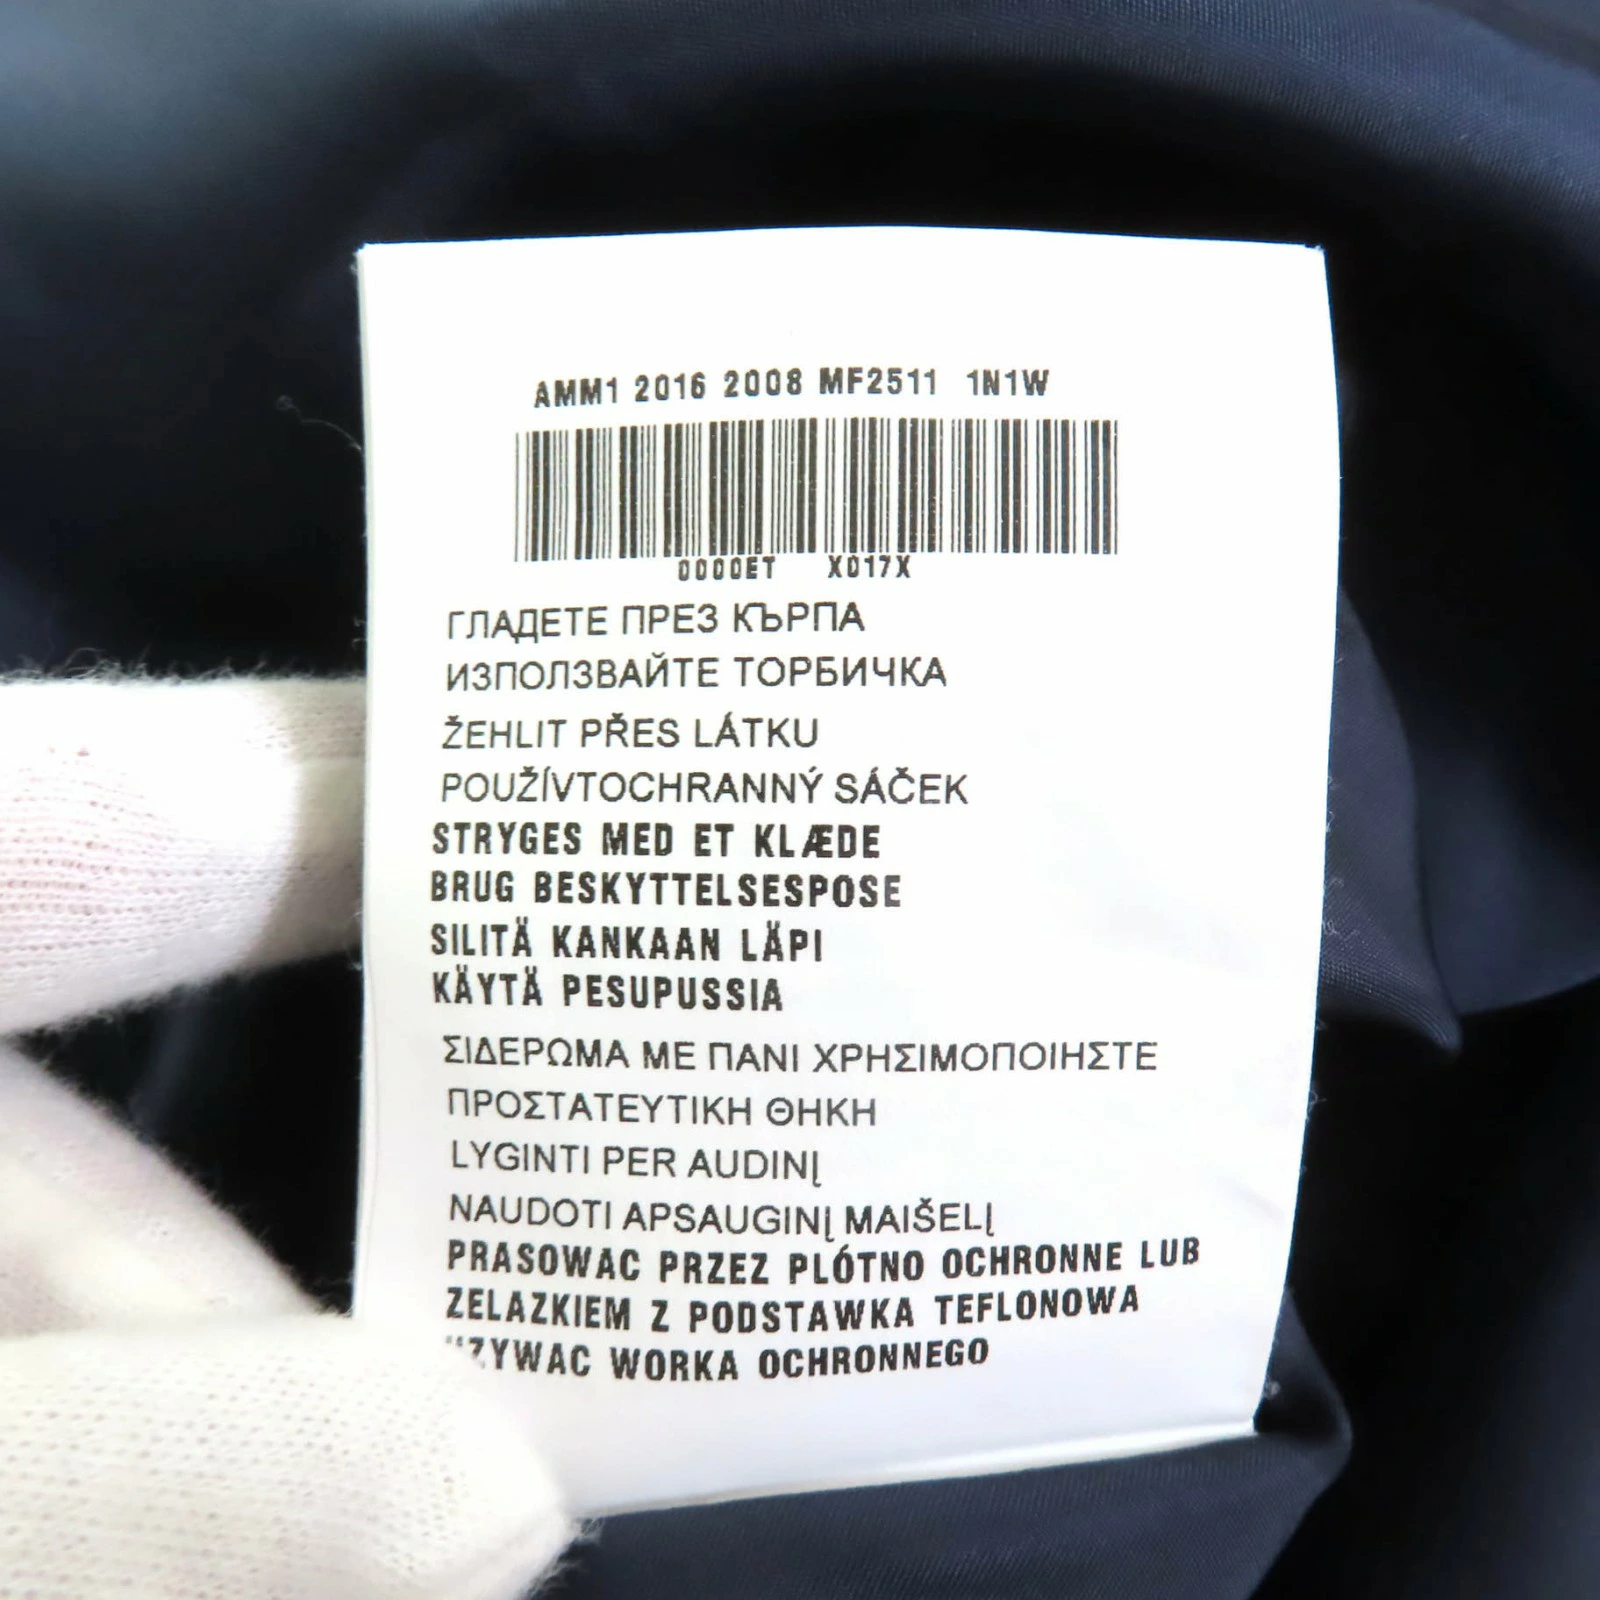 AMM1 2016 2008 MF2511 1N1W
0000ET X017X
ГЛАДЕТЕ ПРЕЗ КЪРПА
ИЗПОЛЗВАЙТЕ ТОРБИЧКА
ŽEHLIT PŘES LÁTKU
POUŽÍVTOCHRANNÝ SÁČEK
STRYGES MED ET KLÆDE
BRUG BESKYTTELSESPOSE
SILITÄ KANKAAN LÄPI
KÄYTÄ PESUPUSSIA
ΣΙΔΕΡΩΜΑ ΜΕ ΠΑΝΙ ΧΡΗΣΙΜΟΠΟΙΗΣΤΕ
ΠΡΟΣΤΑΤΕΥΤΙΚΗ ΘΗΚΗ
LYGINTI PER AUDINĮ
NAUDOTI APSAUGINĮ MAIŠELĮ
PRASOWAC PRZEZ PLÓTNO OCHRONNE LUB
ZELAZKIEM Z PODSTAWKA TEFLONOWA
WORKA OCHRONNEGO